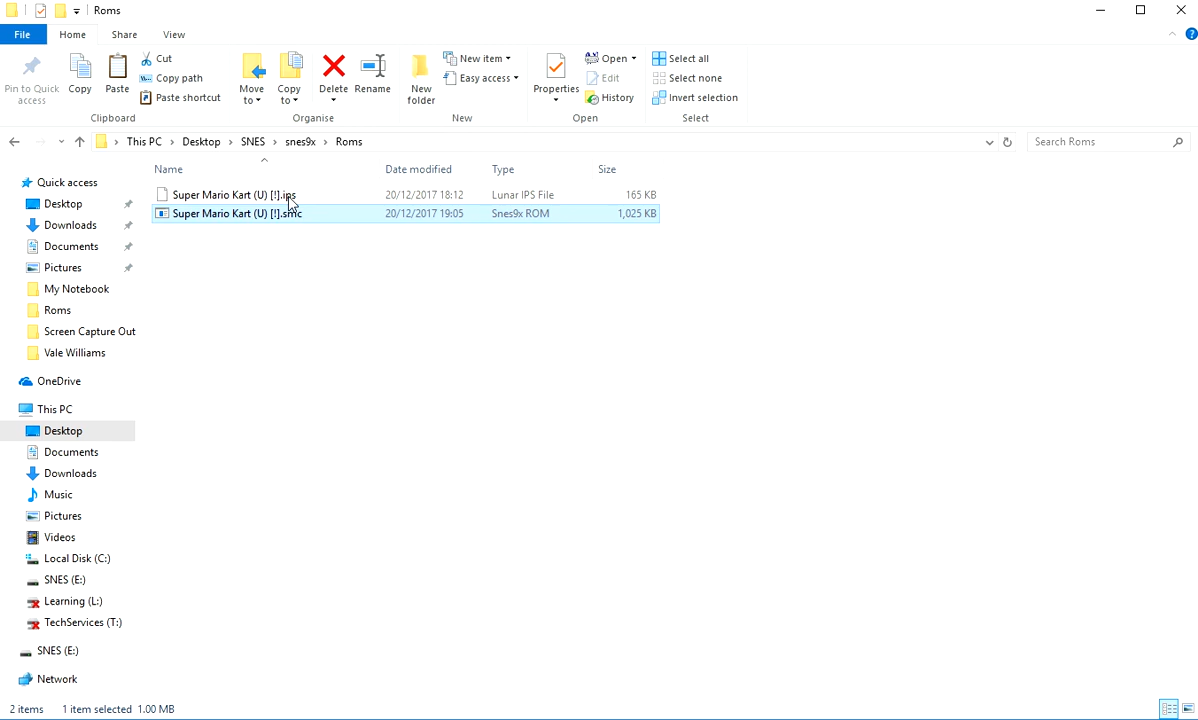 Roms
File Home Share View
Pin to Quick access
Copy
Paste
Cut
Copy path
Paste shortcut
Clipboard
Move to
Copy to
Delete
Rename
Organise
New folder
New item
Easy access
New
Properties
Open
Edit
History
Open
Select all
Select none
Invert selection
Select
This PC Desktop SNES snes9x Roms
Search Roms
Name Date modified Type Size
Super Mario Kart (U) [!].ips 20/12/2017 18:12 Lunar IPS File 165 KB
Super Mario Kart (U) [!].smc 20/12/2017 19:05 Snes9x ROM 1,025 KB
Quick access
Desktop
Downloads
Documents
Pictures
My Notebook
Roms
Screen Capture Out
Vale Williams
OneDrive
This PC
Desktop
Documents
Downloads
Music
Pictures
Videos
Local Disk (C:)
SNES (E:)
Learning (L:)
TechServices (T:)
SNES (E:)
Network
2 items 1 item selected 1.00 MB